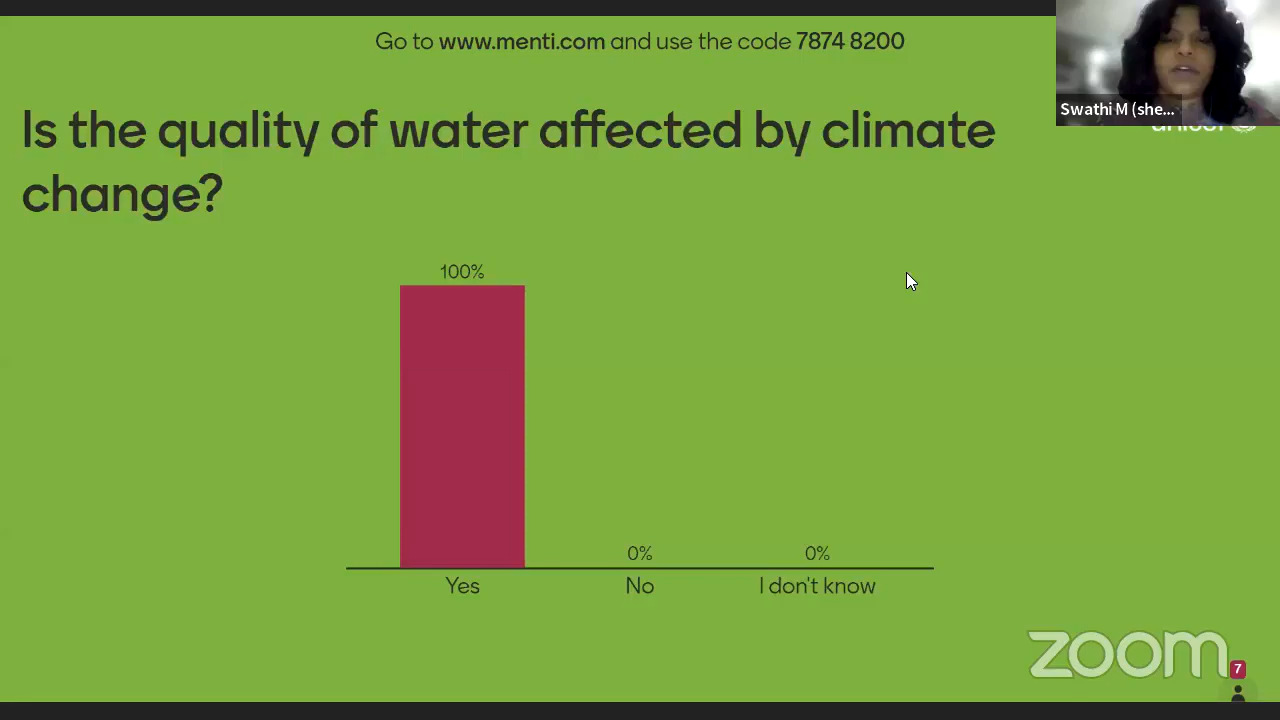 Go to www.menti.com and use the code 7874 8200
Swathi M (she...
unicef
Is the quality of water affected by climate
change?
100%
0%
0%
Yes
No
I don't know
zoom
7